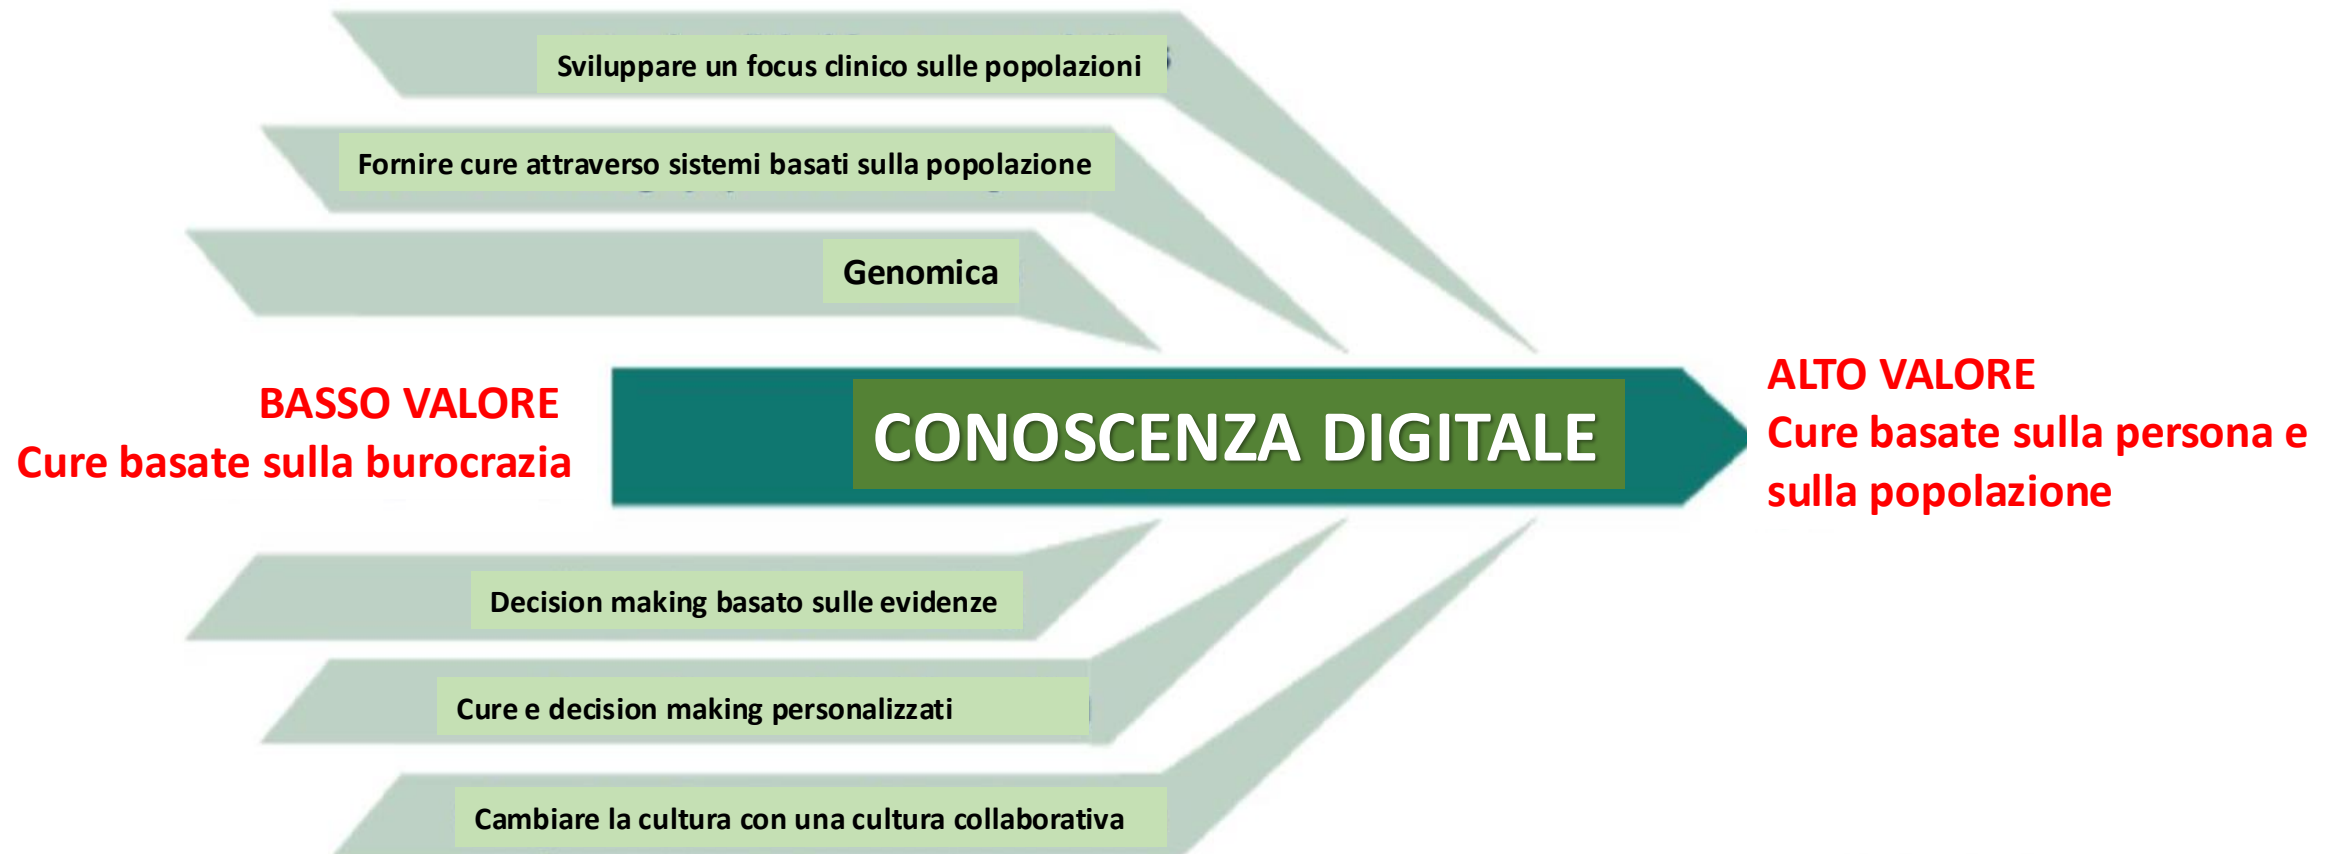 Sviluppare un focus clinico sulle popolazioni
Fornire cure attraverso sistemi basati sulla popolazione
Genomica
BASSO VALORE
Cure basate sulla burocrazia
CONOSCENZA DIGITALE
ALTO VALORE
Cure basate sulla persona e
sulla popolazione
Decision making basato sulle evidenze
Cure e decision making personalizzati
Cambiare la cultura con una cultura collaborativa